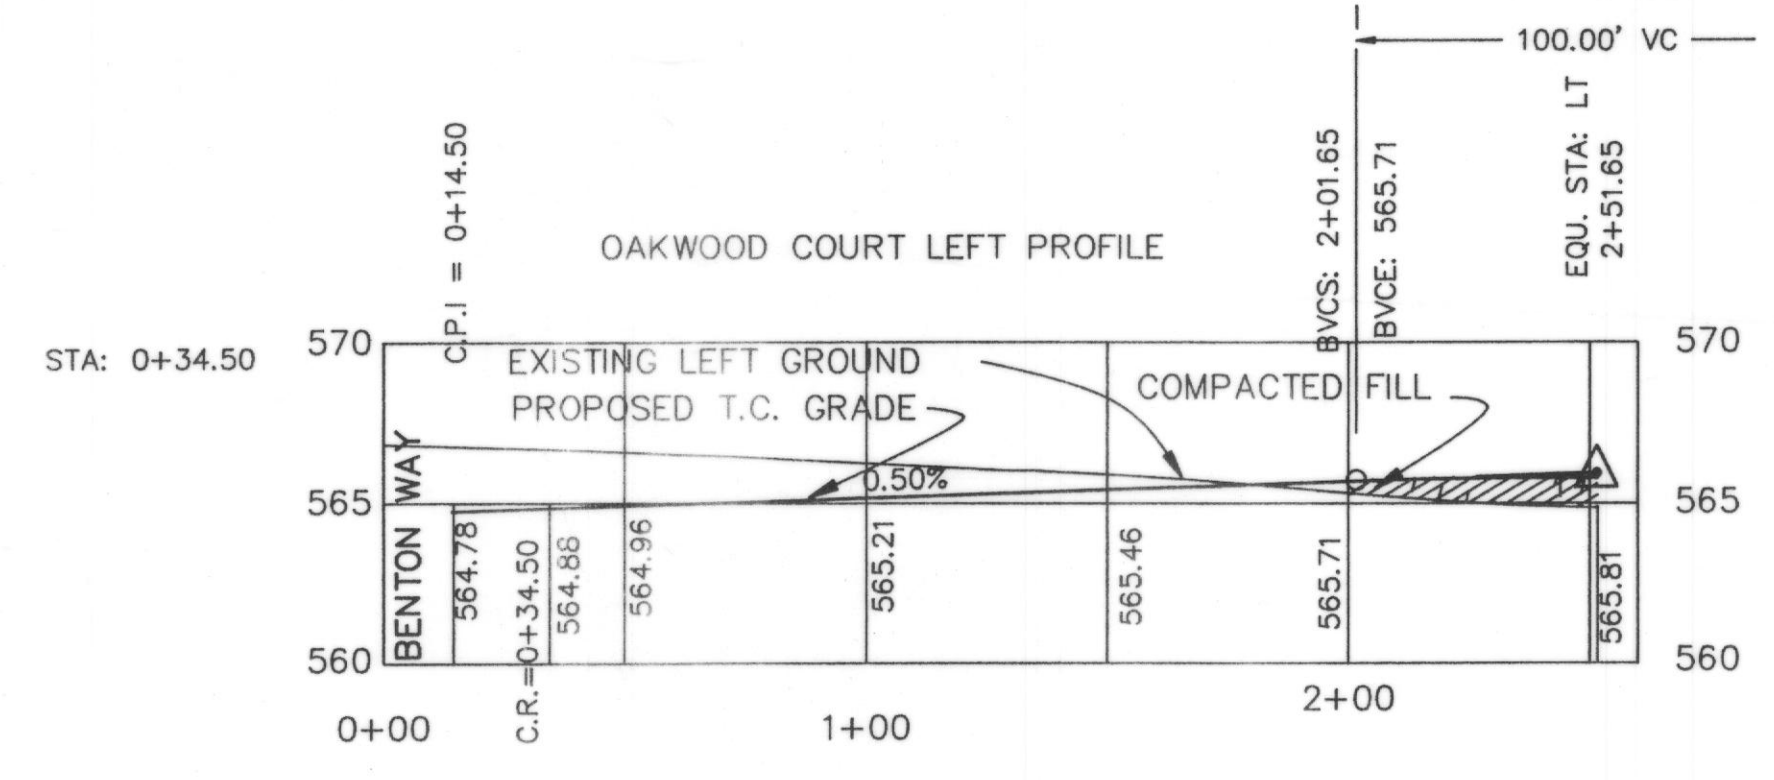 100.00' VC
EQU. STA: LT
2+51.65
BVCS: 2+01.65
BVCE: 565.71
C.P.I = 0+14.50
OAKWOOD COURT LEFT PROFILE
STA: 0+34.50
570
570
EXISTING LEFT GROUND
PROPOSED T.C. GRADE
COMPACTED FILL
0.50%
565
565
BENTON WAY
564.78
C.R.=0+34.50
564.88
564.96
565.21
565.46
565.71
565.81
560
560
0+00
1+00
2+00